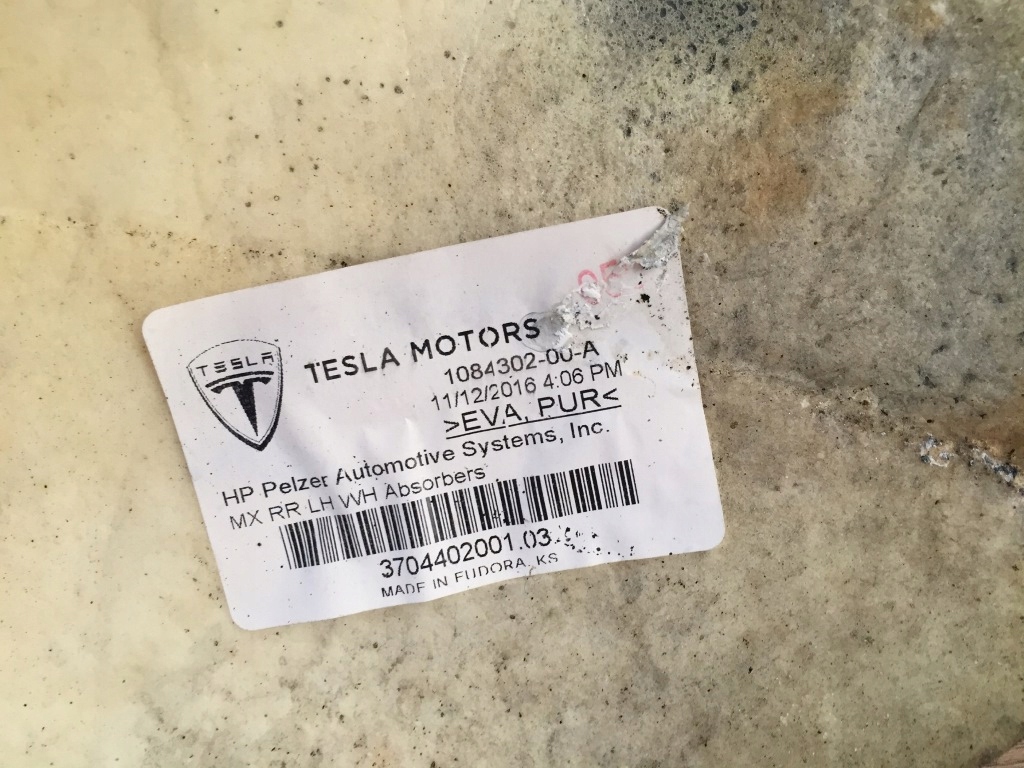 TESLA
TESLA MOTORS
1084302-00-A
11/12/2016 4:06 PM
>EVA, PUR<
HP Pelzer Automotive Systems, Inc.
MX RR LH WH Absorbers
3704402001.03
MADE IN EUDORA, KS